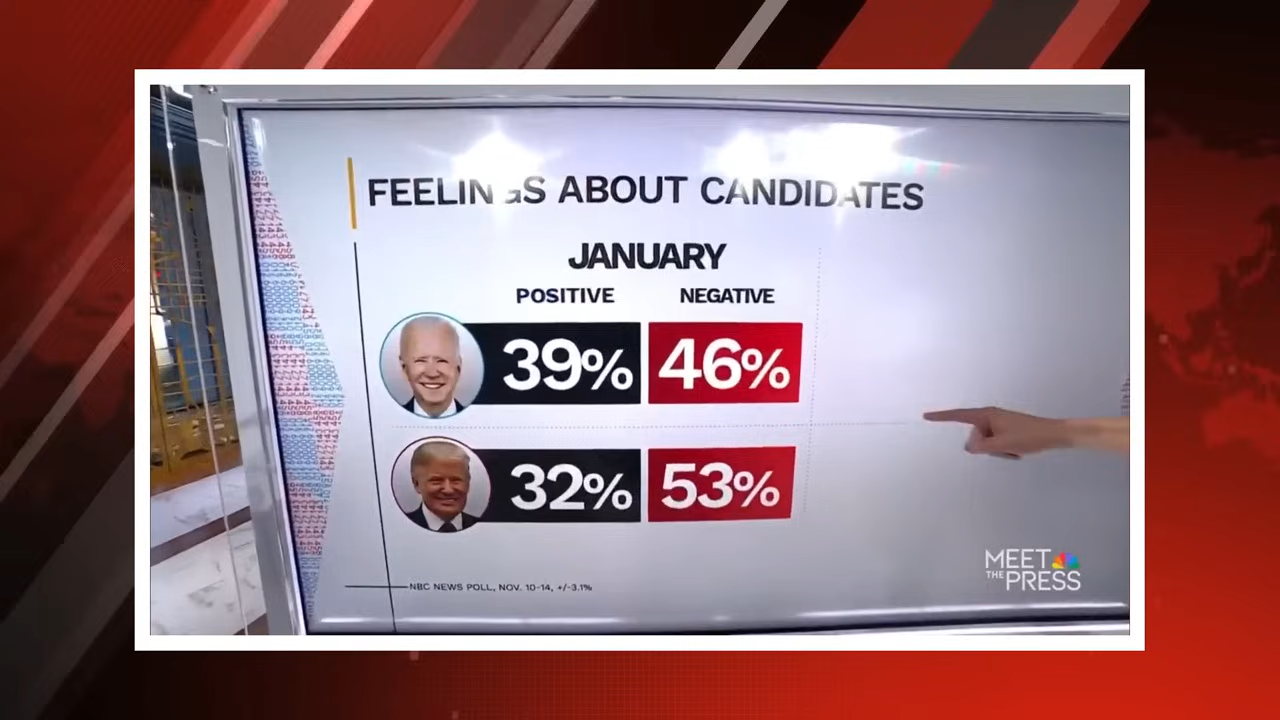 FEELINGS ABOUT CANDIDATES
JANUARY
POSITIVE NEGATIVE
39% 46%
32% 53%
NBC NEWS POLL, NOV. 10-14, +/-3.1%
MEET
THE PRESS